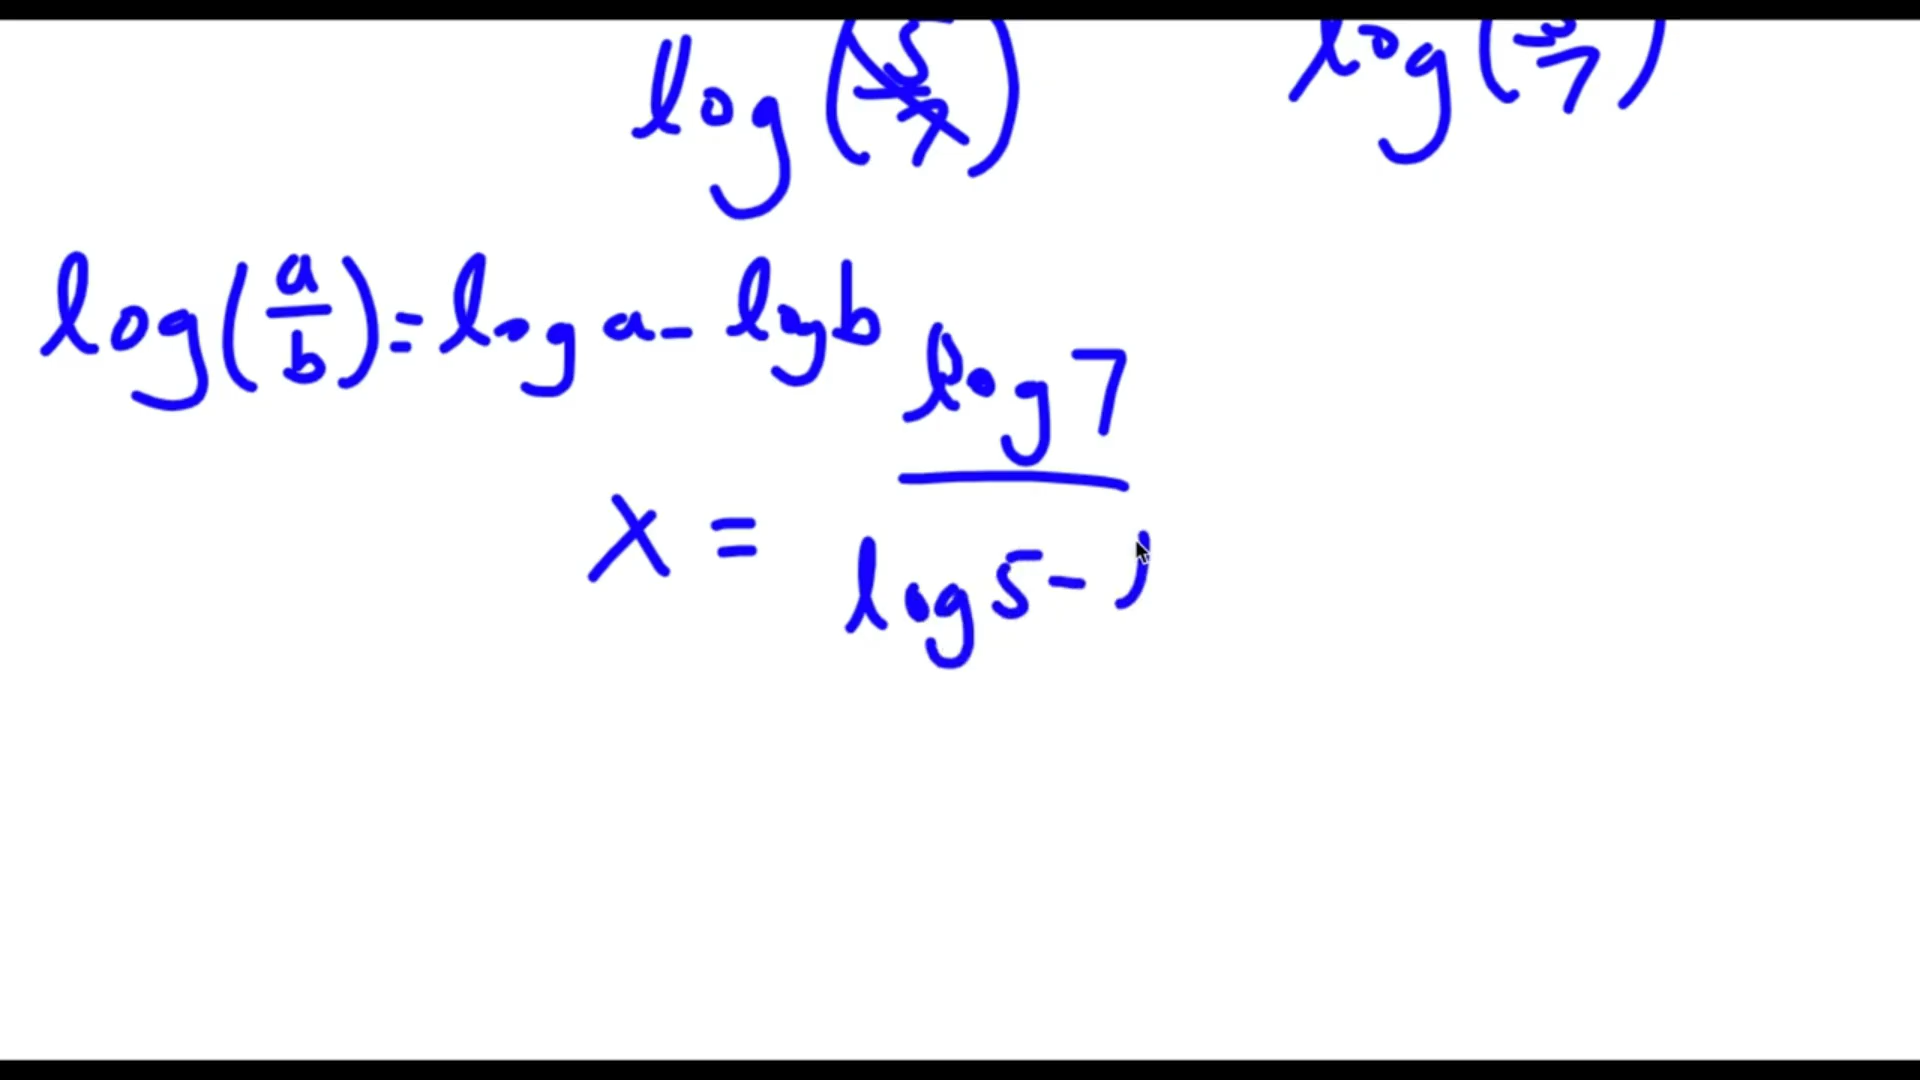 log(5/7) log(5/7)
log(a/b) = log a - log b
x = log 7 / log 5 -